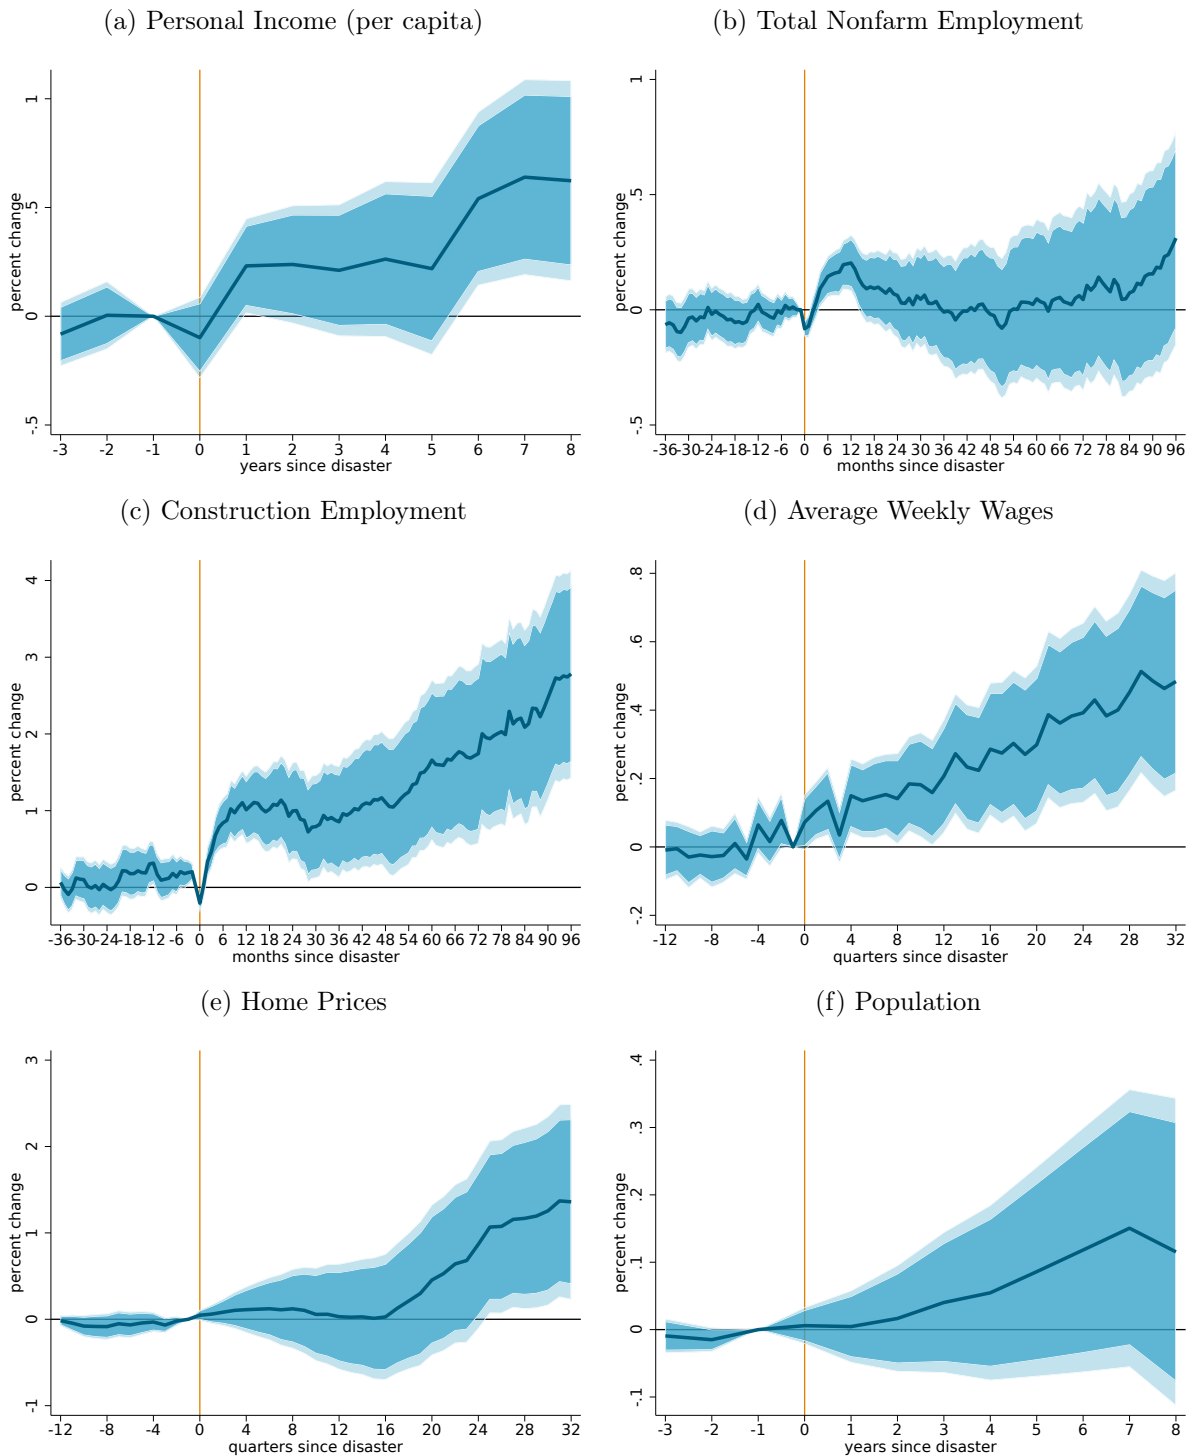 (a) Personal Income (per capita)
percent change
1
.5
0
-.5
-3 -2 -1 0 1 2 3 4 5 6 7 8
years since disaster
(b) Total Nonfarm Employment
percent change
1
.5
0
-.5
-36 -30 -24 -18 -12 -6 0 6 12 18 24 30 36 42 48 54 60 66 72 78 84 90 96
months since disaster
(c) Construction Employment
percent change
4
3
2
1
0
-36 -30 -24 -18 -12 -6 0 6 12 18 24 30 36 42 48 54 60 66 72 78 84 90 96
months since disaster
(d) Average Weekly Wages
percent change
.8
.6
.4
.2
0
-.2
-12 -8 -4 0 4 8 12 16 20 24 28 32
quarters since disaster
(e) Home Prices
percent change
3
2
1
0
-1
-12 -8 -4 0 4 8 12 16 20 24 28 32
quarters since disaster
(f) Population
percent change
.4
.3
.2
.1
0
-.1
-3 -2 -1 0 1 2 3 4 5 6 7 8
years since disaster